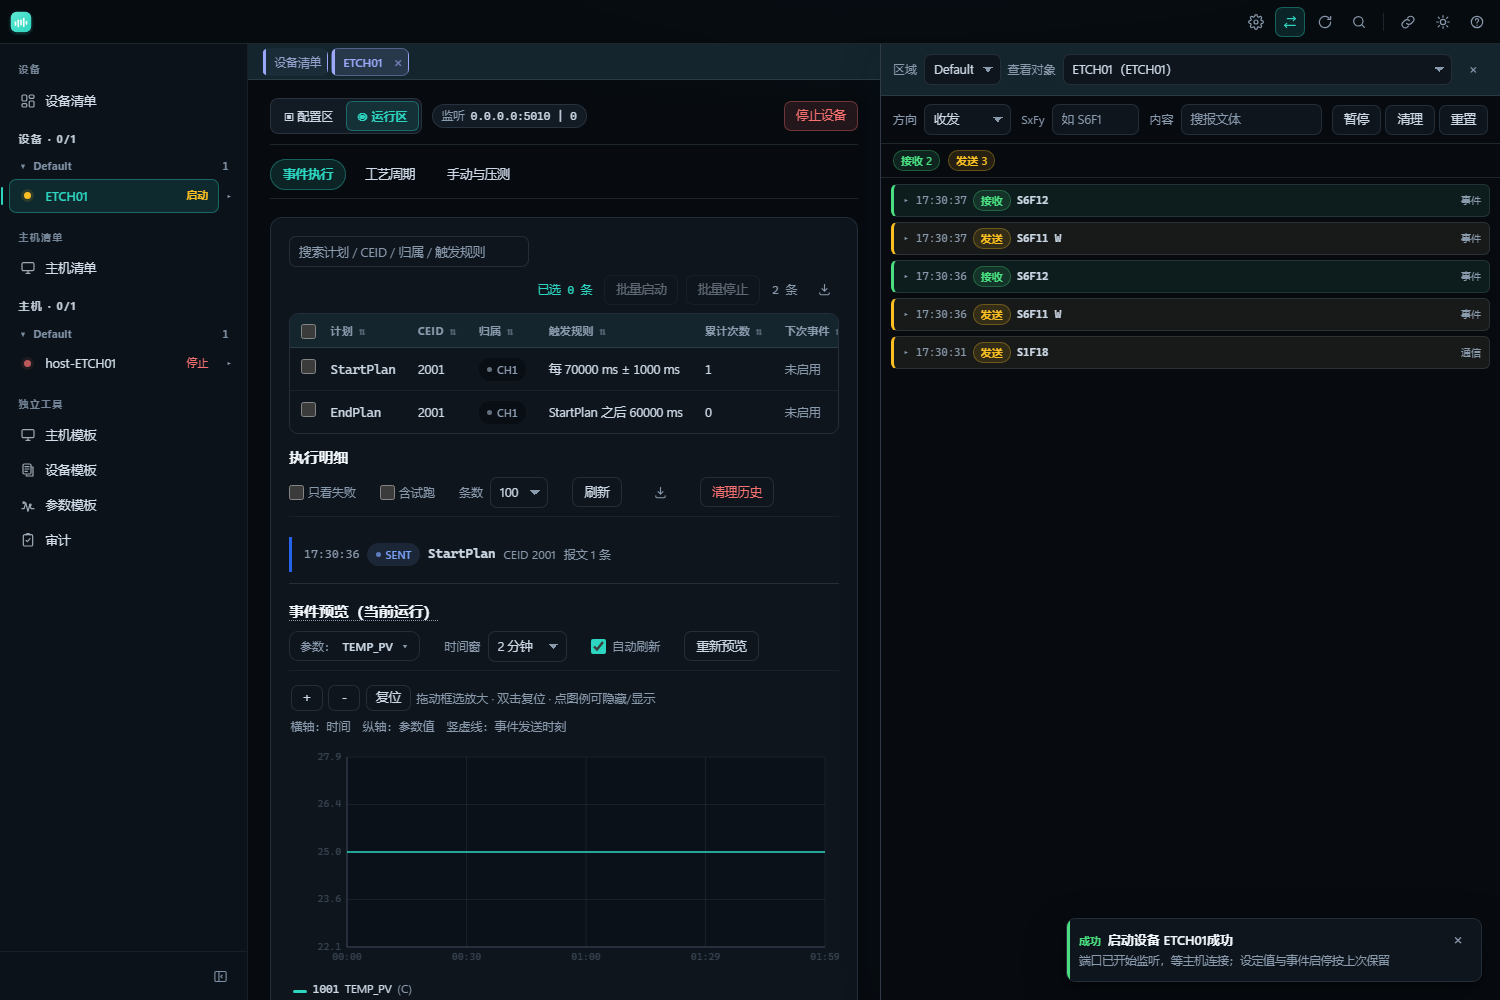 设备
设备清单
设备 · 0/1
Default 1
ETCH01 启动
主机清单
主机清单
主机 · 0/1
Default 1
host-ETCH01 停止
独立工具
主机模板
设备模板
参数模板
审计
设备清单 ETCH01 ×
配置区 运行区 监听 0.0.0.0:5010 | 0 停止设备
事件执行 工艺周期 手动与压测
搜索计划 / CEID / 归属 / 触发规则
已选 0 条 批量启动 批量停止 2 条
计划 CEID 归属 触发规则 累计次数 下次事件
StartPlan 2001 CH1 每 70000 ms ± 1000 ms 1 未启用
EndPlan 2001 CH1 StartPlan 之后 60000 ms 0 未启用
执行明细
只看失败 含试跑 条数 100 刷新 清理历史
17:30:36 SENT StartPlan CEID 2001 报文 1 条
事件预览（当前运行）
参数： TEMP_PV 时间窗 2 分钟 自动刷新 重新预览
+ - 复位 拖动框选放大 · 双击复位 · 点图例可隐藏/显示
横轴：时间 纵轴：参数值 竖虚线：事件发送时刻
27.9
26.4
25.0
23.6
22.1
00:00 00:30 01:00 01:29 01:59
1001 TEMP_PV (C)
区域 Default 查看对象 ETCH01（ETCH01） ×
方向 收发 SxFy 如 S6F1 内容 搜报文体 暂停 清理 重置
接收 2 发送 3
17:30:37 接收 S6F12 事件
17:30:37 发送 S6F11 W 事件
17:30:36 接收 S6F12 事件
17:30:36 发送 S6F11 W 事件
17:30:31 发送 S1F18 通信
成功 启动设备 ETCH01成功 ×
端口已开始监听，等主机连接；设定值与事件启停按上次保留